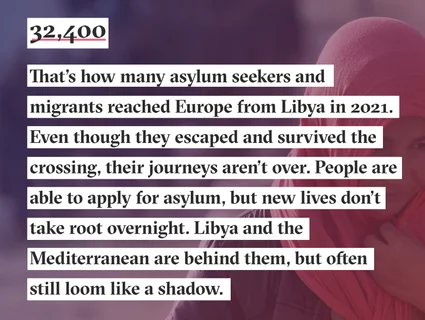 32,400
That's how many asylum seekers and
migrants reached Europe from Libya in 2021.
Even though they escaped and survived the
crossing, their journeys aren't over. People are
able to apply for asylum, but new lives don't
take root overnight. Libya and the
Mediterranean are behind them, but often
still loom like a shadow.